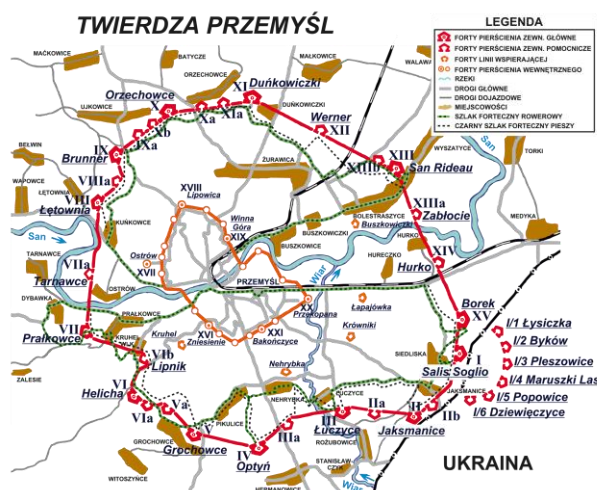 TWIERDZA PRZEMYŚL
LEGENDA
FORTY PIERŚCIENIA ZEWN. GŁÓWNE
FORTY PIERŚCIENIA ZEWN. POMOCNICZE
FORTY LINII WSPIERAJĄCEJ
FORTY PIERŚCIENIA WEWNĘTRZNEGO
RZEKI
DROGI GŁÓWNE
DROGI DOJAZDOWE
MIEJSCOWOŚCI
SZLAK FORTECZNY ROWEROWY
CZARNY SZLAK FORTECZNY PIESZY
MAĆKOWICE
BATYCZE
MAŁKOWICE
WALAWA
ORZECHOWCE
XI
Duńkowiczki
Orzechowce
X
UJKOWICE
Xa
XIa
DUŃKOWICZKI
Xb
IXa
Werner
XII
BEŁWIN
IX
Brunner
WYSZATYCE
San
TORKI
ŻURAWICA
XIIIb
XIII
San Rideau
WAPOWCE
VIIIa
ŁĘTOWNIA
VIII
Łętownia
XVIII
Lipowica
KUŃKOWCE
Winna
Góra
XIX
BUSZKOWICZKI
BOLESTRASZYCE
Buszkowiczki
XIIIa
Zabłocie
MEDYKA
San
BUSZKOWICE
HURKO
HURECZKO
TARNAWCE
Ostrów
XVII
VIIa
Tarnawce
Wiar
XIV
Hurko
PRZEMYŚL
OSTRÓW
DYBAWKA
PRAŁKOWCE
XX
Przekopana
Łapajówka
Borek
XV
VII
Prałkowce
KRUHEL
Kruhel
XVI
Zniesienie
XXI
Bakończyce
Krówniki
I/1 Łysiczka
I/2 Byków
VIb
Lipnik
SIEDLISKA
I
Salis Soglio
I/3 Pleszowice
Nehrybka
ZALESIE
I/4 Maruszki Las
VI
Helicha
JAKSMANICE
I/5 Popowice
NEHRYBKA
ŁUCZYCE
VIa
Va
I/6 Dziewięczyce
PIKULICE
III
Łuczyce
IIa
II
IIb
Jaksmanice
V
IIIa
GROCHOWCE
Grochowce
IV
Optyń
ROŻUBOWICE
WITOSZYŃCE
STANISŁAWCZYK
UKRAINA
HERMANOWICE
Wiar